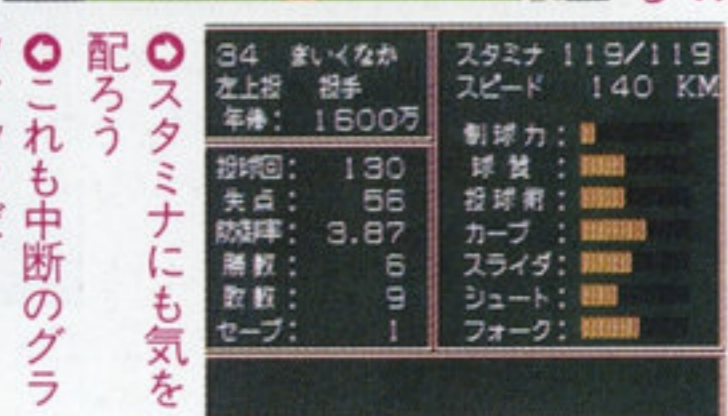 スタミナにも気を
配ろう
これも中断のグラ
34 まいくなか
左上投 投手
年俸: 1600万
投球回: 130
失点: 56
防御率: 3.87
勝数: 6
敗数: 9
セーブ: 1
スタミナ 119/119
スピード 140 KM
制球力:
球質:
投球術:
カーブ:
スライダ:
シュート:
フォーク: